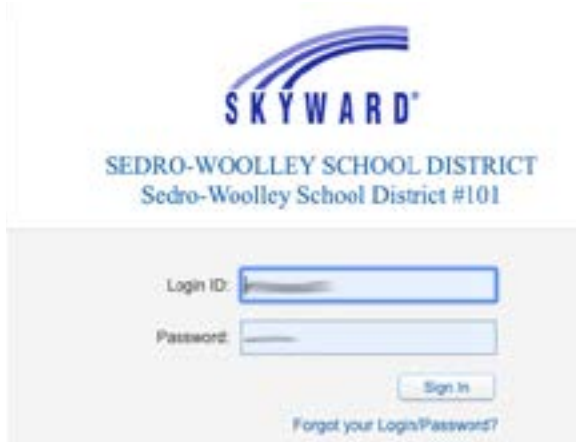 SKYWARD®
SEDRO-WOOLLEY SCHOOL DISTRICT
Sedro-Woolley School District #101
Login ID:
Password:
Sign In
Forgot your Login/Password?